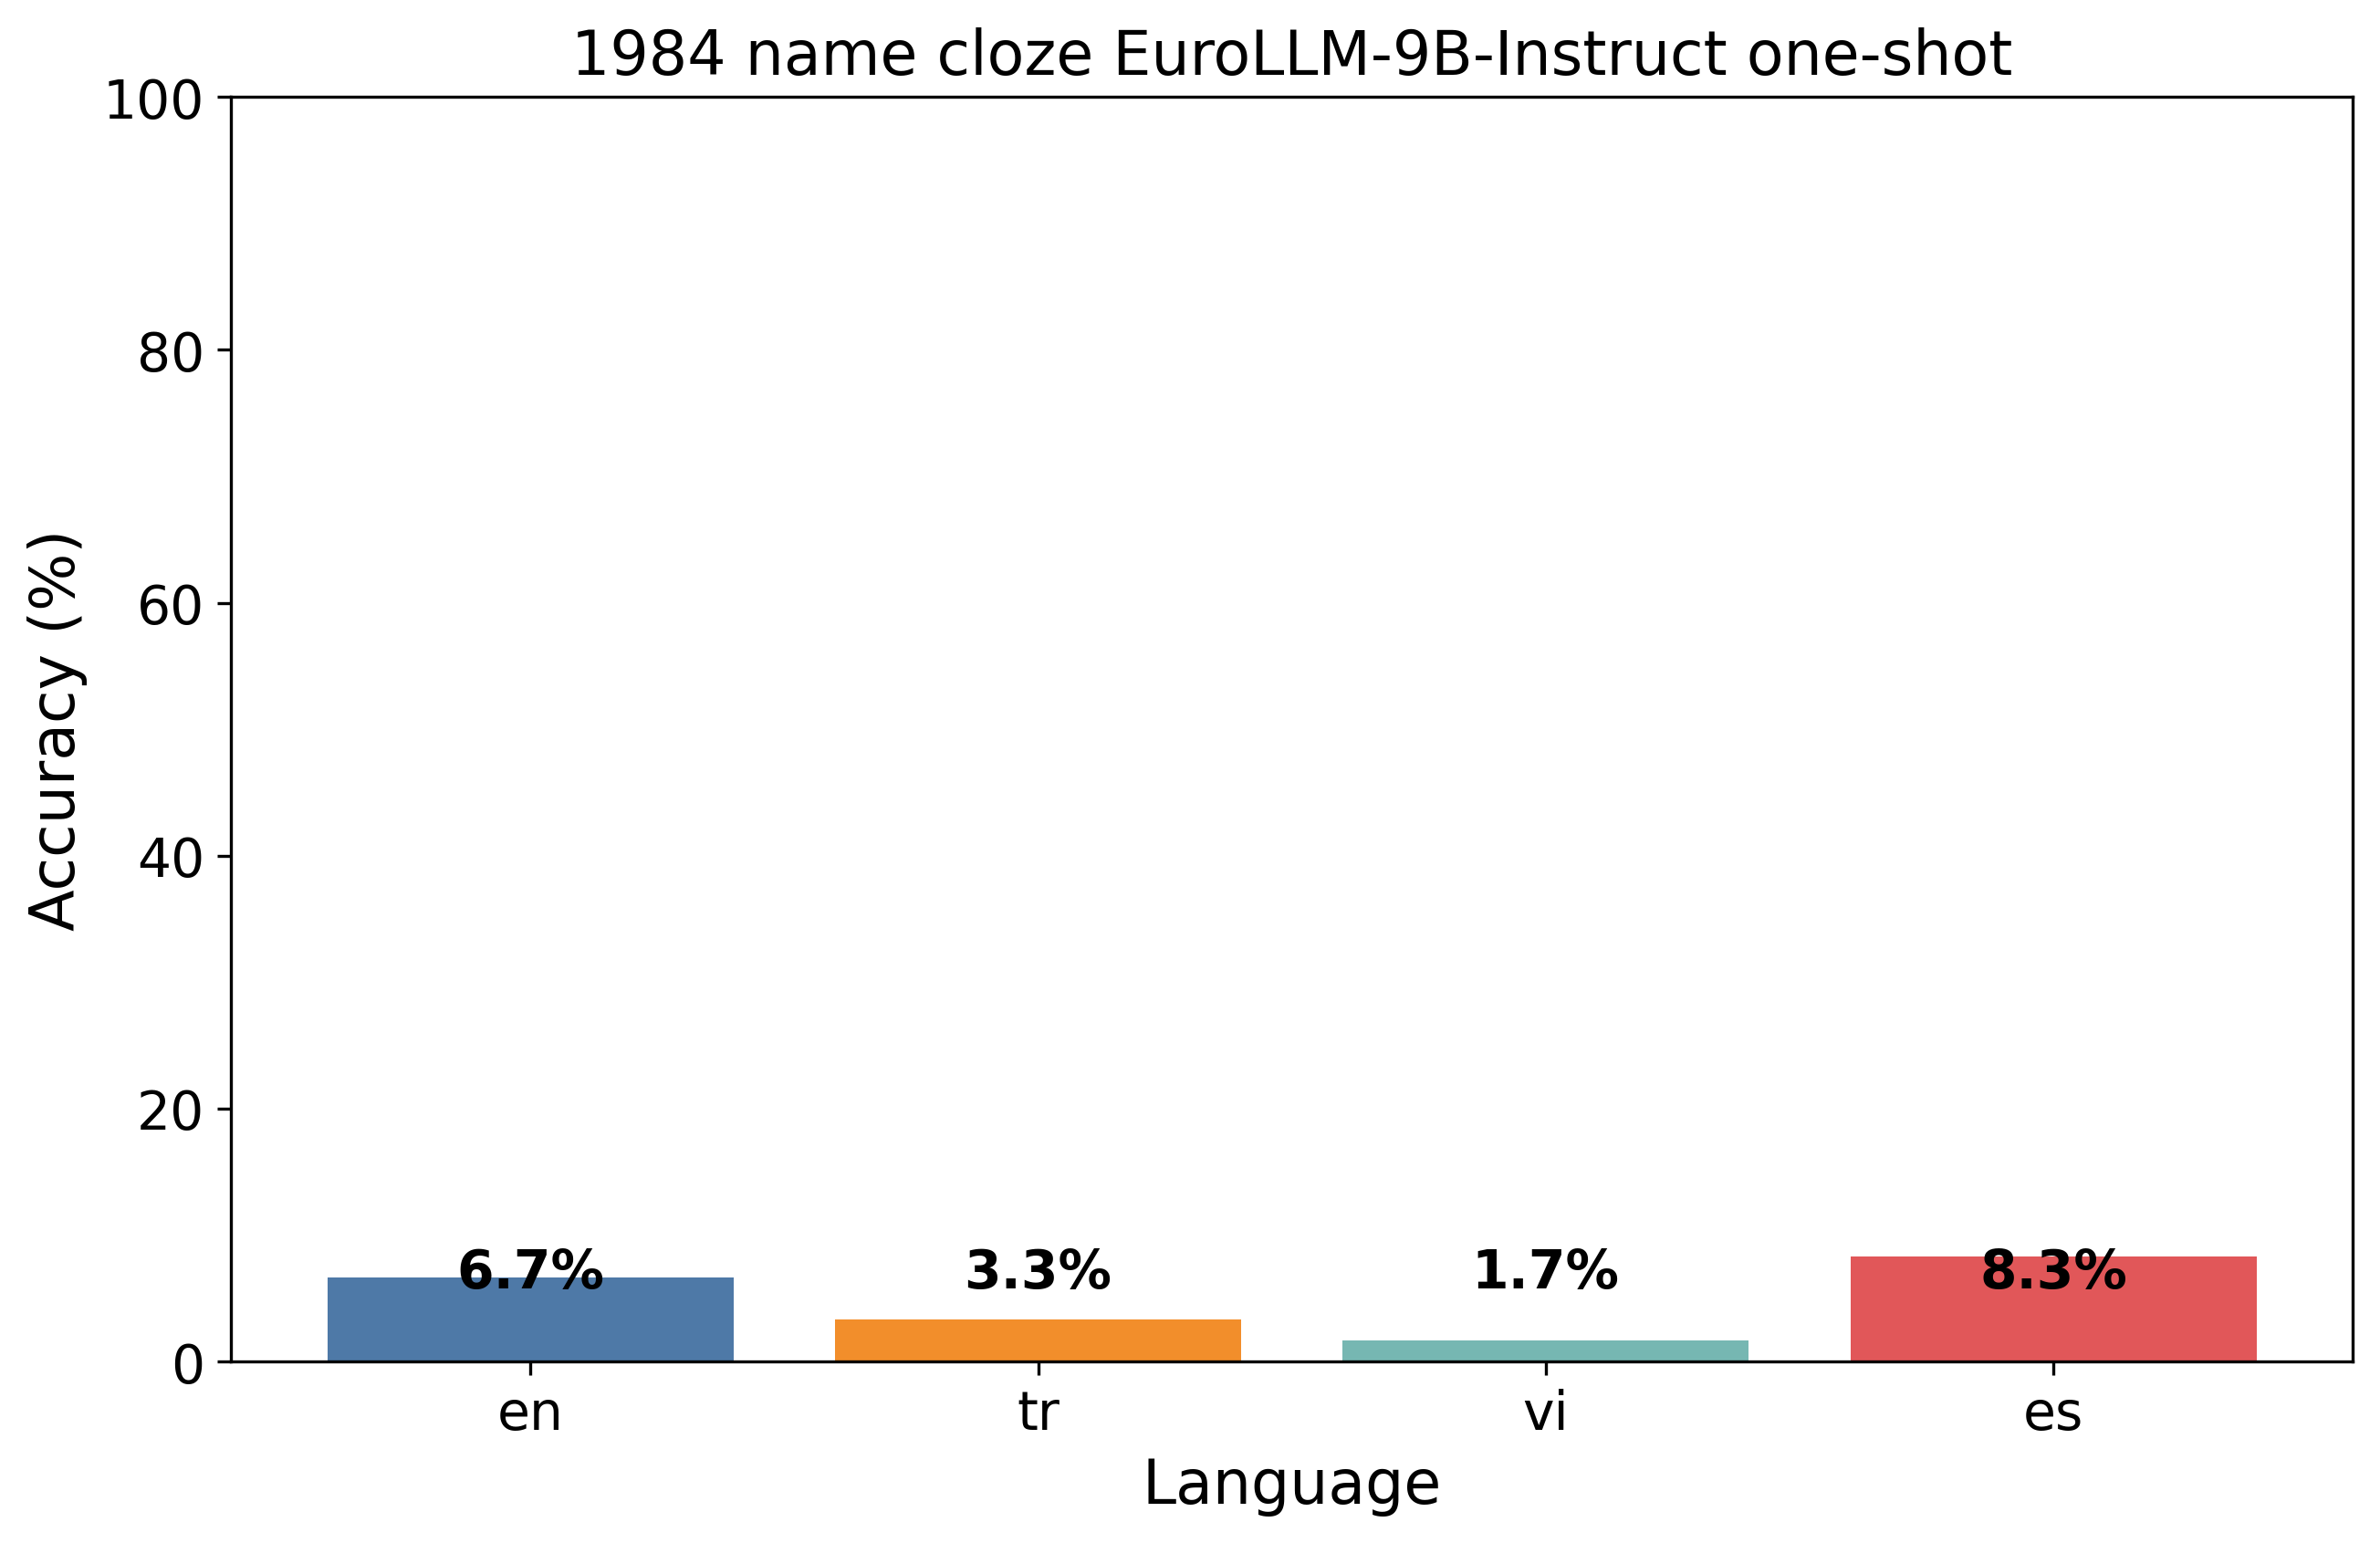 1984 name cloze EuroLLM-9B-Instruct one-shot
Accuracy (%)
100
80
60
40
20
0
6.7%
3.3%
1.7%
8.3%
en
tr
vi
es
Language